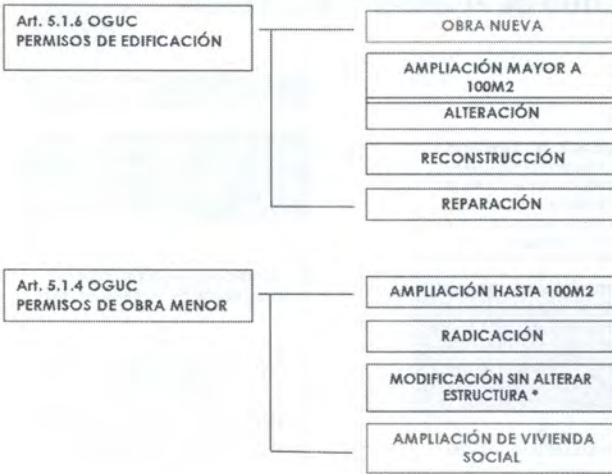 Art. 5.1.6 OGUC
PERMISOS DE EDIFICACIÓN
OBRA NUEVA
AMPLIACIÓN MAYOR A
100M2
ALTERACIÓN
RECONSTRUCCIÓN
REPARACIÓN
Art. 5.1.4 OGUC
PERMISOS DE OBRA MENOR
AMPLIACIÓN HASTA 100M2
RADICACIÓN
MODIFICACIÓN SIN ALTERAR
ESTRUCTURA *
AMPLIACIÓN DE VIVIENDA
SOCIAL